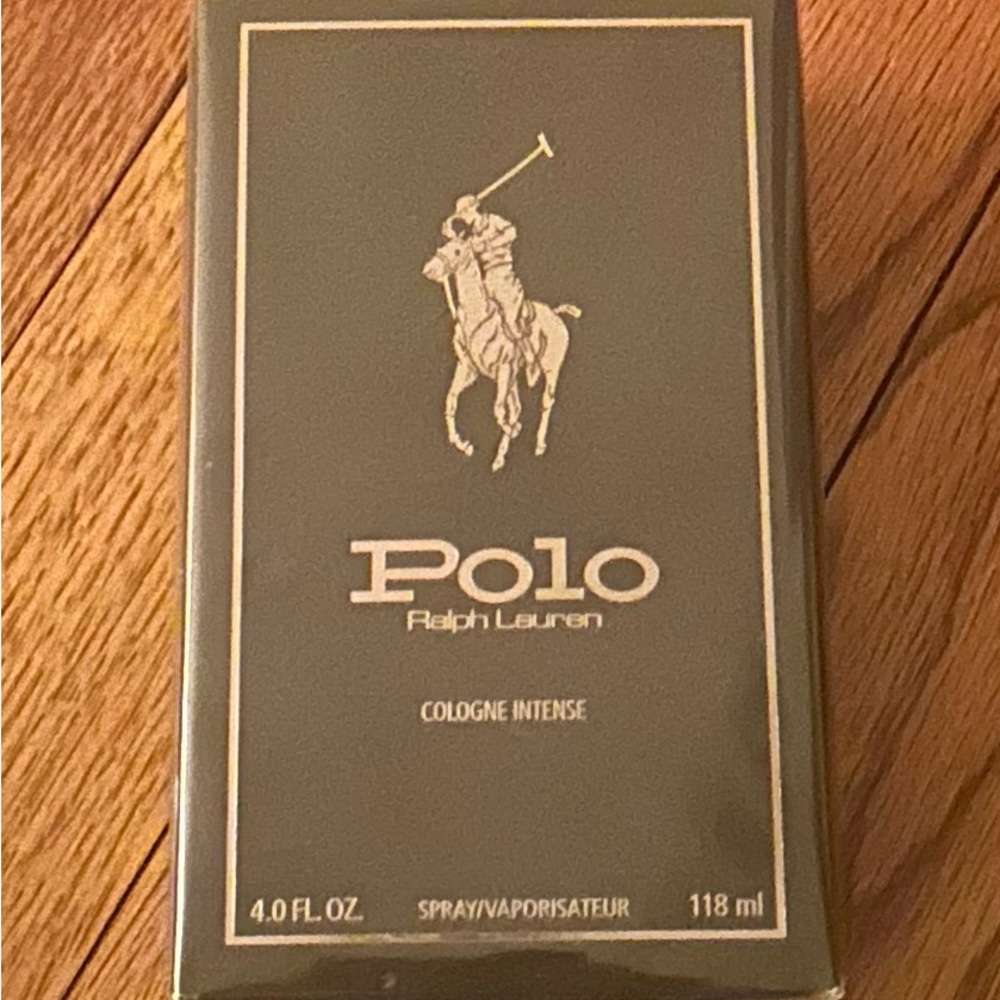 Polo
Ralph Lauren
COLOGNE INTENSE
4.0 FL. OZ. SPRAY/VAPORISATEUR 118 ml